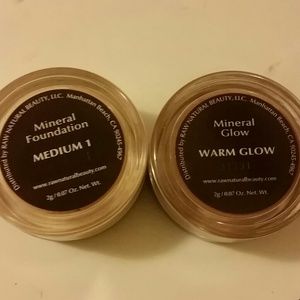 Distributed by RAW NATURAL BEAUTY, LLC. Manhattan Beach, CA 90245-4967
Mineral
Foundation
MEDIUM 1
www.rawnaturalbeauty.com
2g / 0.07 Oz. Net Wt.
Distributed by RAW NATURAL BEAUTY, LLC. Manhattan Beach, CA 90245-4967
Mineral
Glow
WARM GLOW
www.rawnaturalbeauty.com
2g / 0.07 Oz. Net Wt.